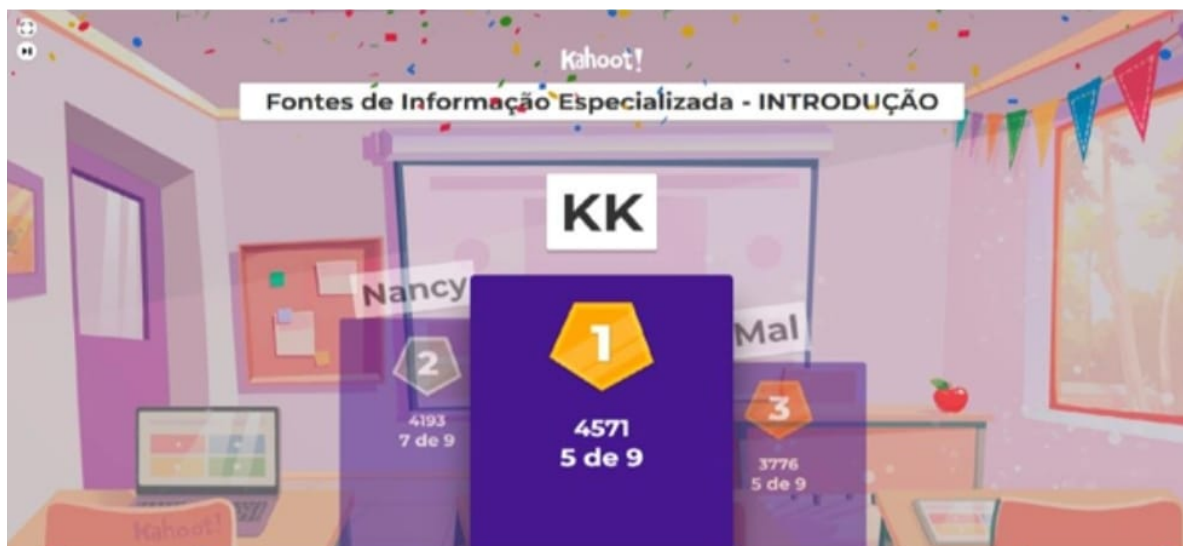 Kahoot!
Fontes de Informação Especializada - INTRODUÇÃO
KK
Nancy
Mal
1
2
3
4571
5 de 9
4193
7 de 9
3776
5 de 9
Kahoot!